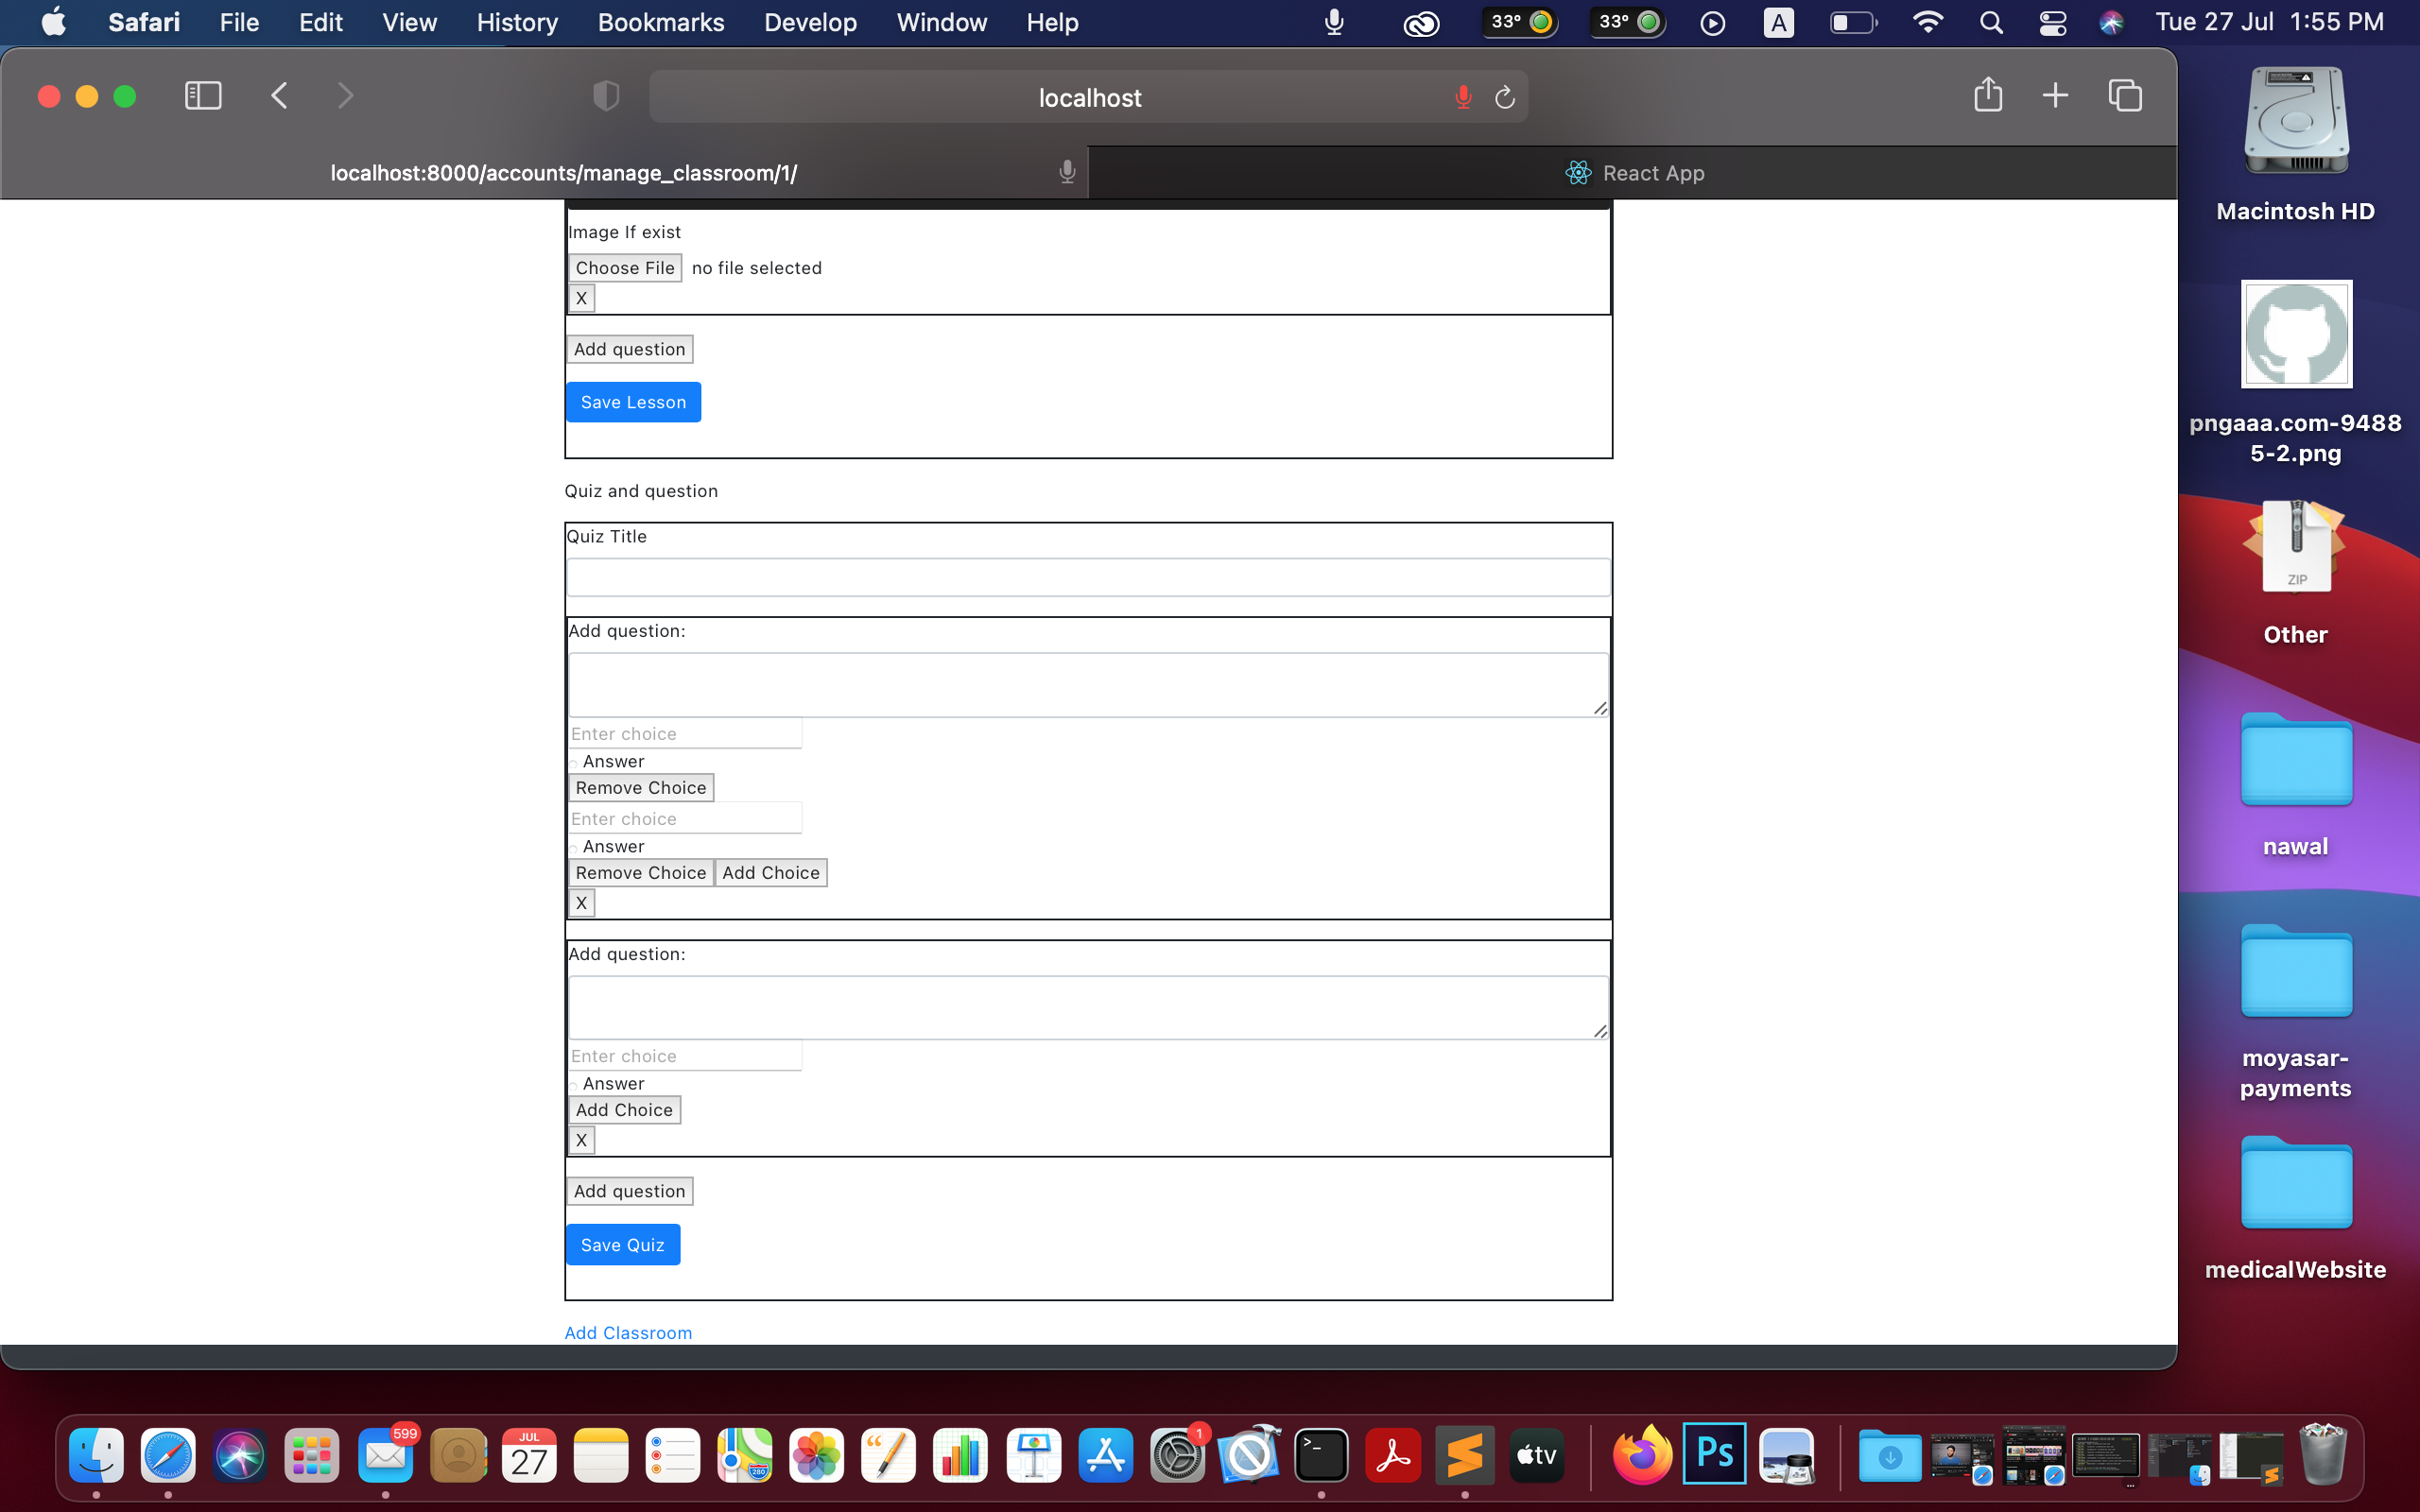 Safari File Edit View History Bookmarks Develop Window Help 33° 33° A Tue 27 Jul 1:55 PM
localhost
localhost:8000/accounts/manage_classroom/1/
React App
Image If exist
Choose File no file selected
X
Add question
Save Lesson
Quiz and question
Quiz Title
Add question:
Enter choice
Answer
Remove Choice
Enter choice
Answer
Remove Choice Add Choice
X
Add question:
Enter choice
Answer
Add Choice
X
Add question
Save Quiz
Add Classroom
Macintosh HD
pngaaa.com-9488
5-2.png
ZIP
Other
nawal
moyasar-
payments
medicalWebsite
599
JUL
27
280
1
>_
tv
Ps